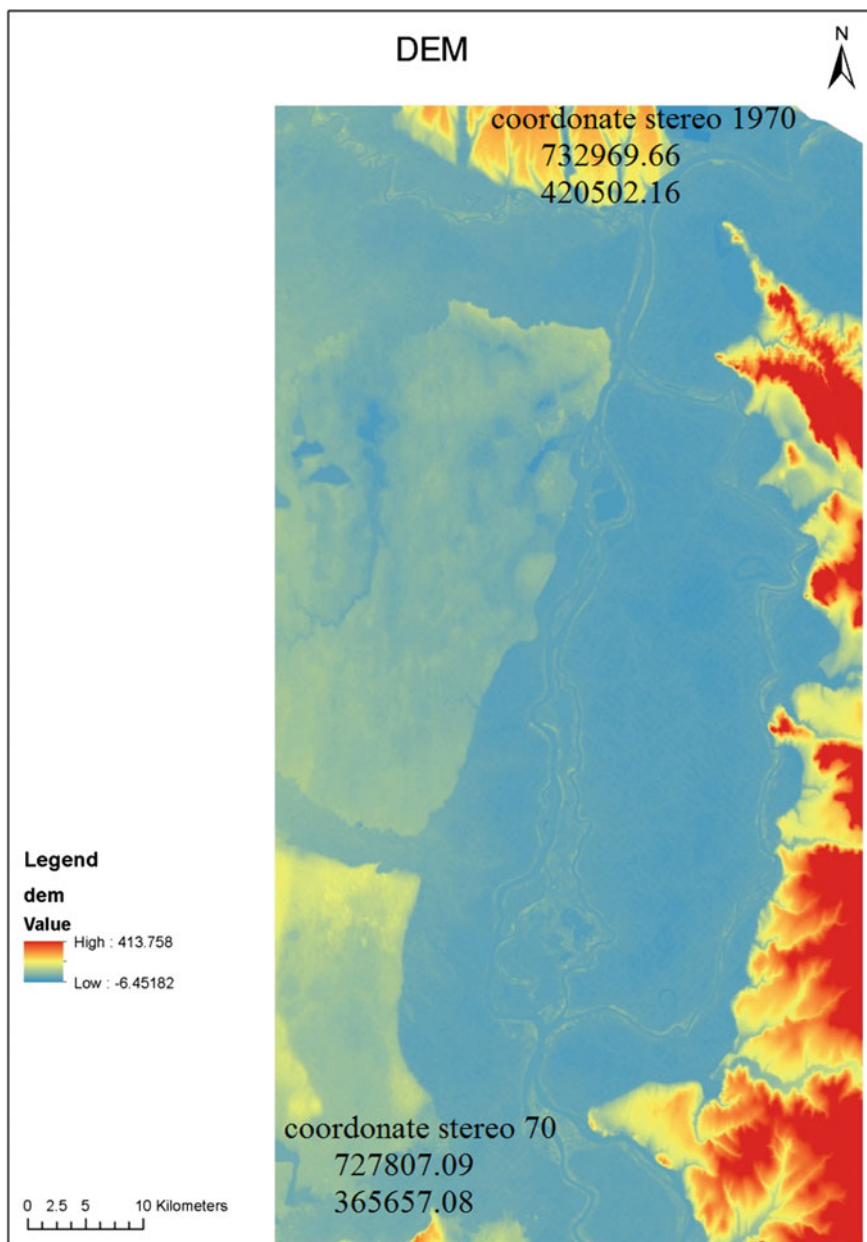 DEM
N
coordonate stereo 1970
732969.66
420502.16
Legend
dem
Value
High : 413.758
Low : -6.45182
coordonate stereo 70
727807.09
365657.08
0 2.5 5 10 Kilometers